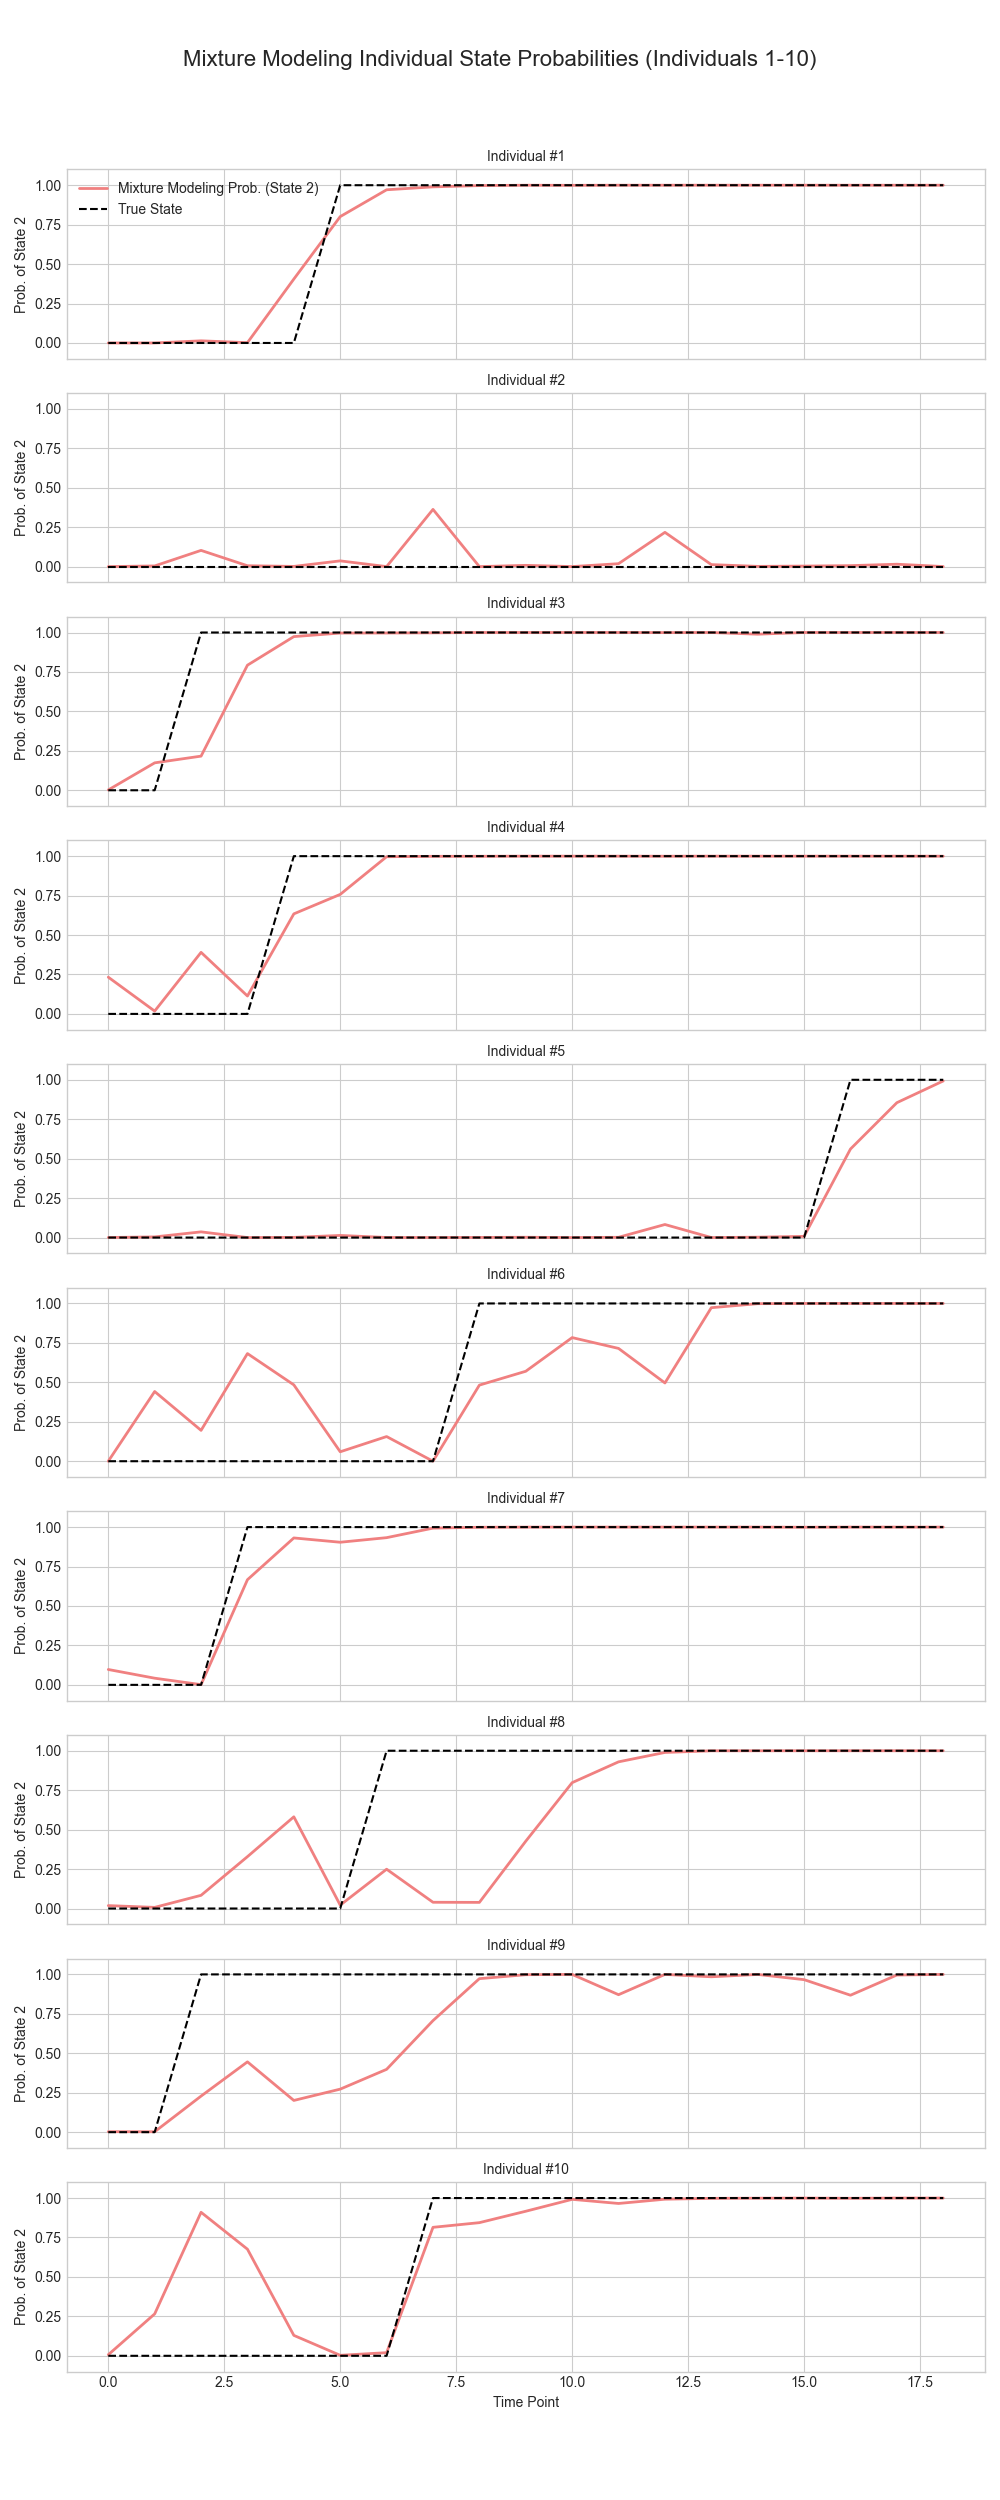 Mixture Modeling Individual State Probabilities (Individuals 1-10)
Individual #1
Mixture Modeling Prob. (State 2)
True State
1.00
0.75
0.50
0.25
0.00
Prob. of State 2
Individual #2
1.00
0.75
0.50
0.25
0.00
Prob. of State 2
Individual #3
1.00
0.75
0.50
0.25
0.00
Prob. of State 2
Individual #4
1.00
0.75
0.50
0.25
0.00
Prob. of State 2
Individual #5
1.00
0.75
0.50
0.25
0.00
Prob. of State 2
Individual #6
1.00
0.75
0.50
0.25
0.00
Prob. of State 2
Individual #7
1.00
0.75
0.50
0.25
0.00
Prob. of State 2
Individual #8
1.00
0.75
0.50
0.25
0.00
Prob. of State 2
Individual #9
1.00
0.75
0.50
0.25
0.00
Prob. of State 2
Individual #10
1.00
0.75
0.50
0.25
0.00
Prob. of State 2
0.0 2.5 5.0 7.5 10.0 12.5 15.0 17.5
Time Point